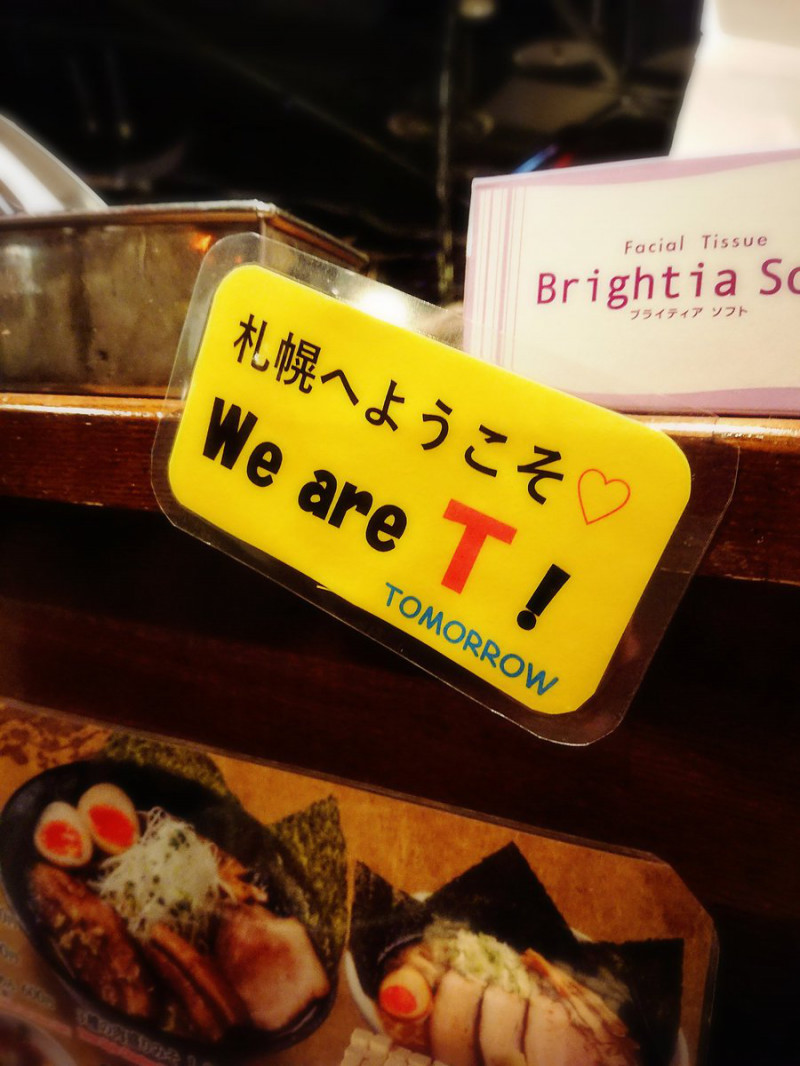 Facial Tissue
Brightia So
ブライティア ソフト
札幌へようこそ♡
We are T!
TOMORROW